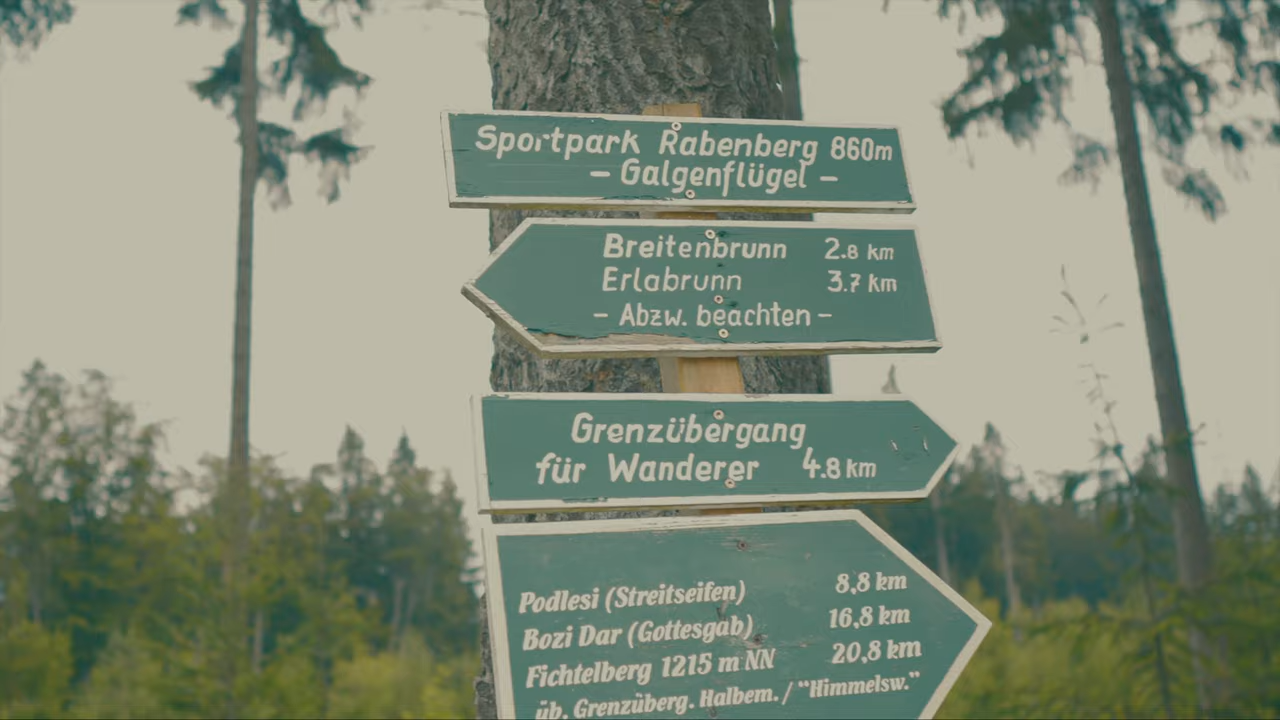 Sportpark Rabenberg 860m
– Galgenflügel –
Breitenbrunn 2.8 km
Erlabrunn 3.7 km
– Abzw. beachten –
Grenzübergang
für Wanderer 4.8 km
Podlesi (Streitseifen) 8,8 km
Bozi Dar (Gottesgab) 16,8 km
Fichtelberg 1215 m NN 20,8 km
üb. Grenzüberg. Halbem. / “Himmelsw.”